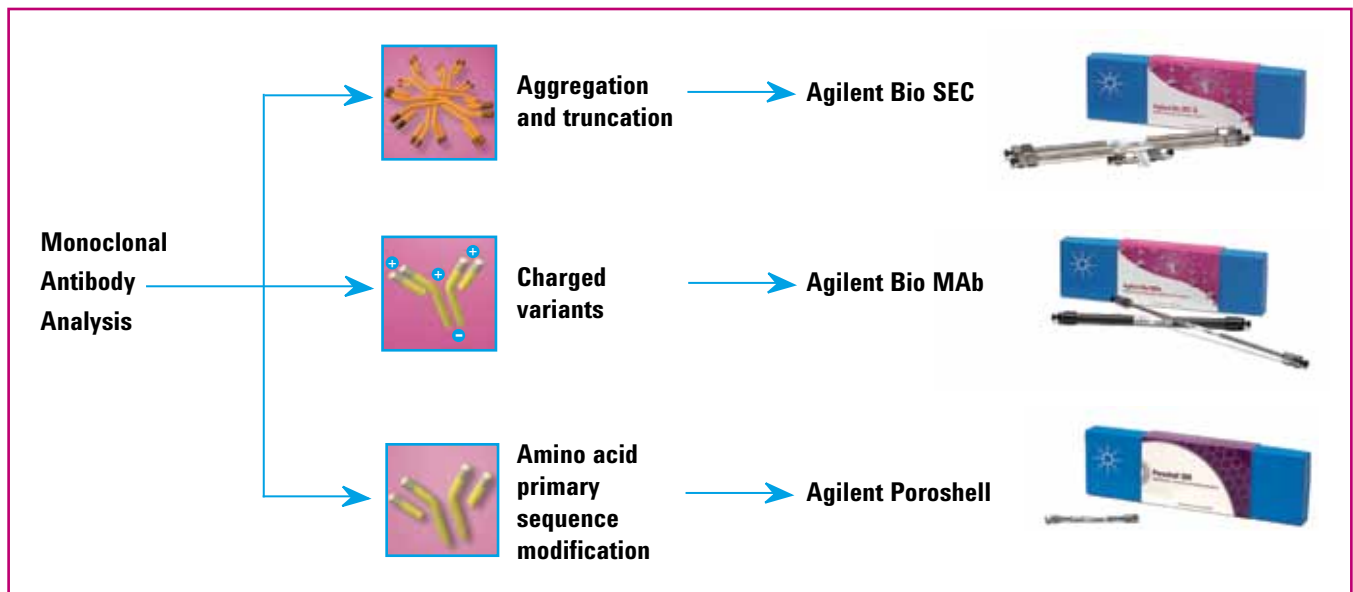 Monoclonal
Antibody
Analysis
Aggregation
and truncation
Agilent Bio SEC
+
+
+
-
Charged
variants
Agilent Bio MAb
Amino acid
primary
sequence
modification
Agilent Poroshell